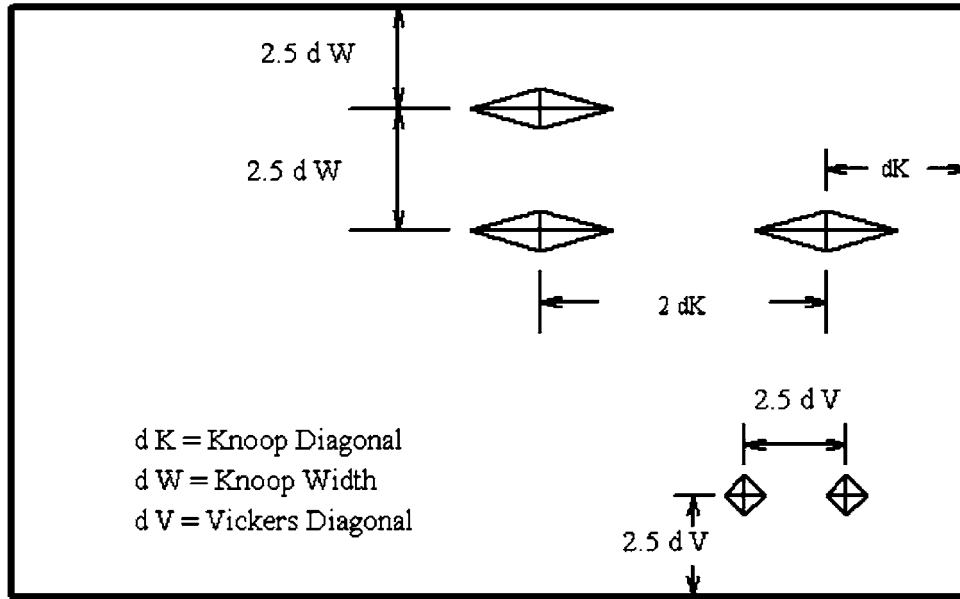 2.5 d W
2.5 d W
dK
2 dK
2.5 d V
d K = Knoop Diagonal
d W = Knoop Width
d V = Vickers Diagonal
2.5 d V